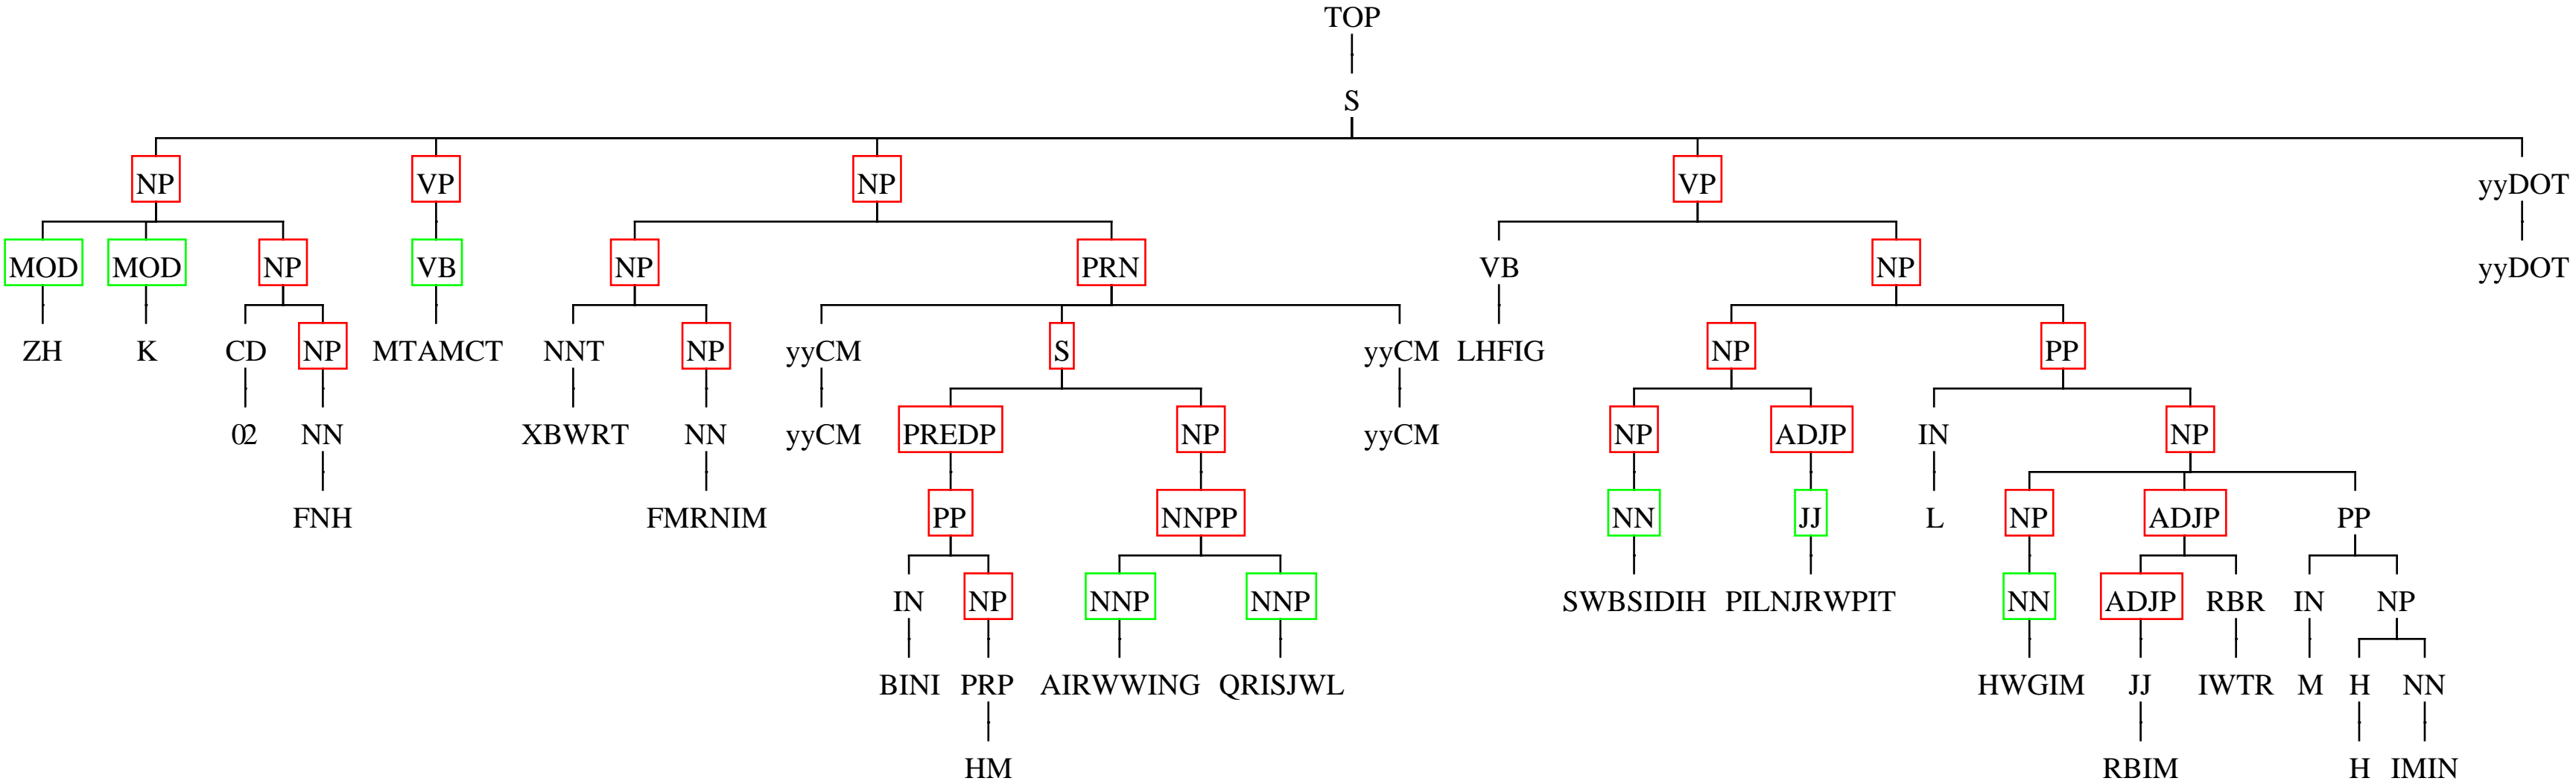 TOP
S
NP VP NP VP yyDOT
MOD MOD NP VB NP PRN VB NP yyDOT
ZH K CD NP MTAMCT NNT NP yyCM S yyCM LHFIG NP PP
02 NN XBWRT NN yyCM PREDP NP yyCM NP ADJP IN NP
FNH FMRNIM PP NNPP NN JJ L NP ADJP PP
IN NP NNP NNP SWBSIDIH PILNJRWPIT NN ADJP RBR IN NP
BINI PRP AIRWWING QRISJWL HWGIM JJ IWTR M H NN
HM RBIM H IMIN